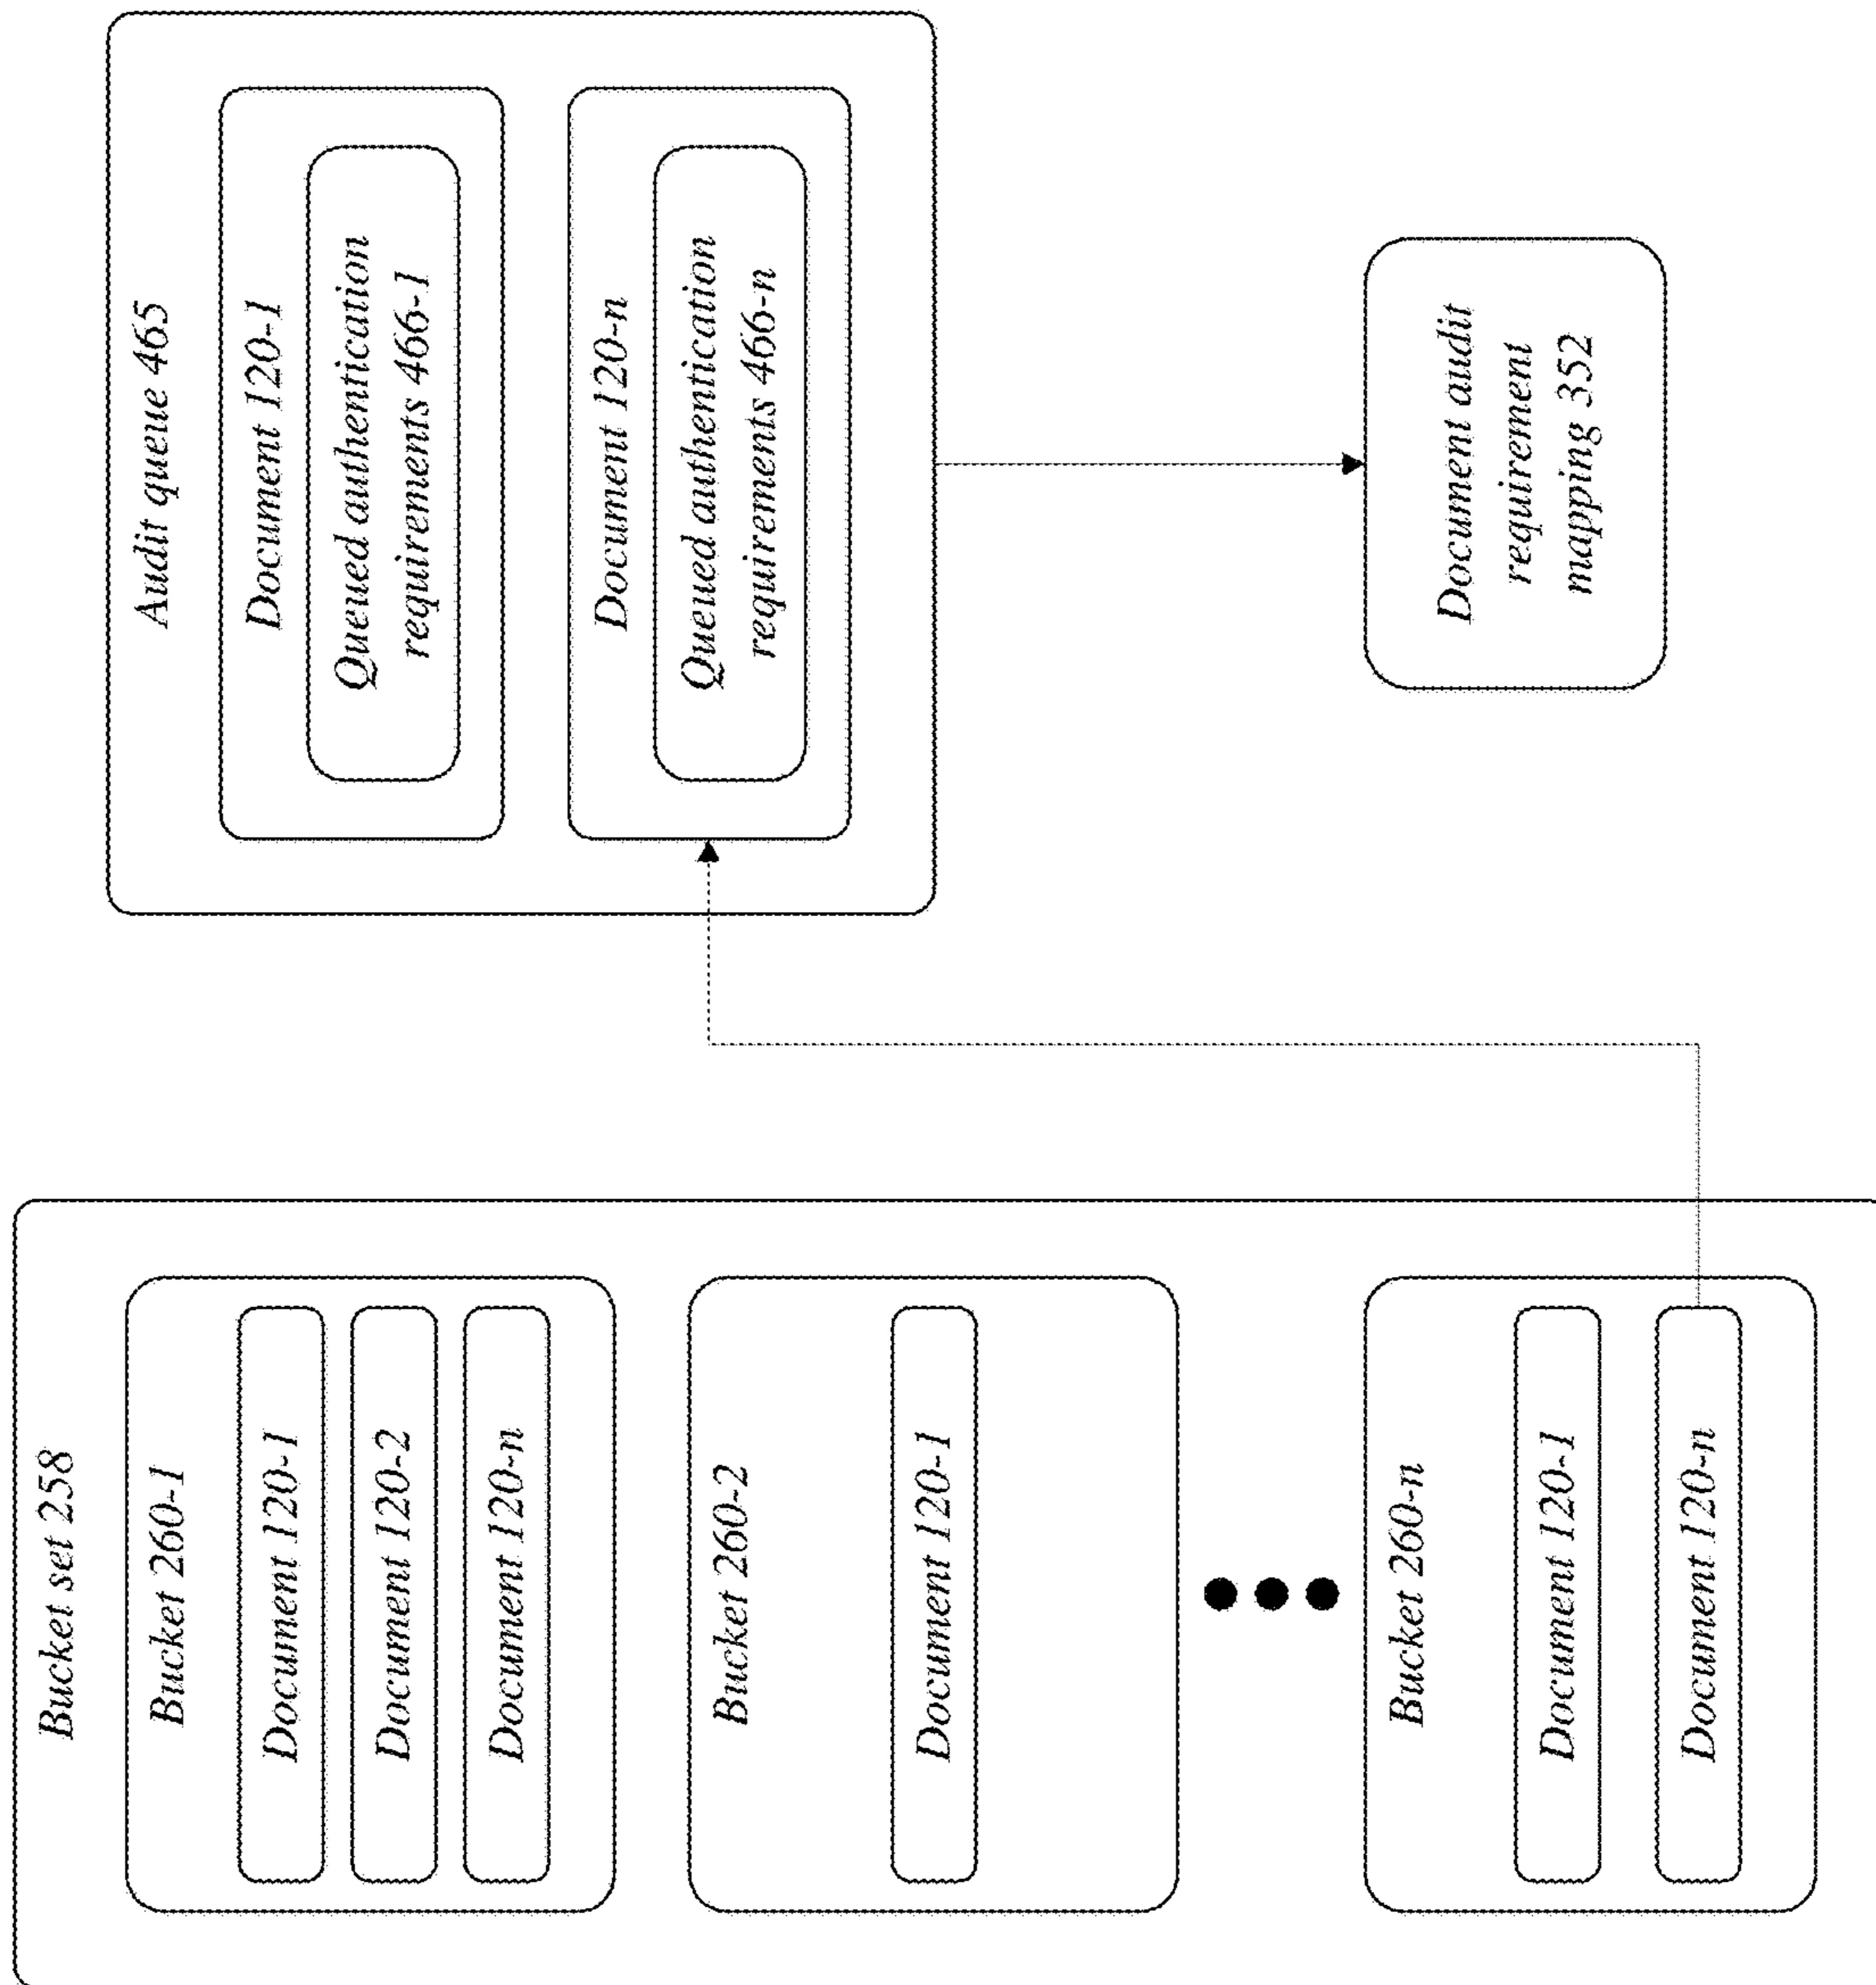 Bucket set 258
Bucket 260-1
Document 120-1
Document 120-2
Document 120-n
Bucket 260-2
Document 120-1
Bucket 260-n
Document 120-1
Document 120-n
Audit queue 465
Document 120-1
Queued authentication
requirements 466-1
Document 120-n
Queued authentication
requirements 466-n
Document audit
requirement
mapping 352